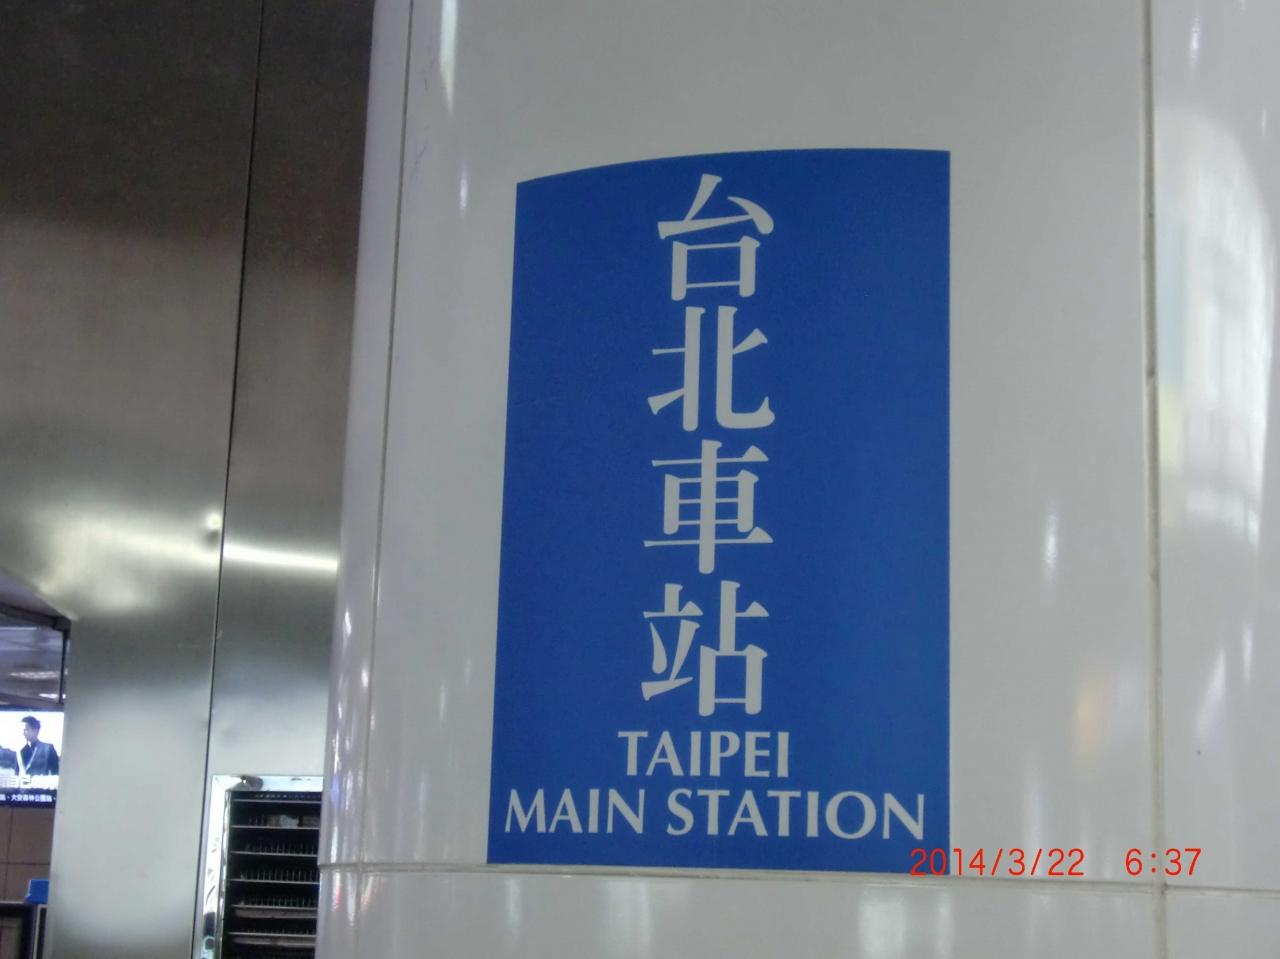 台北車站
TAIPEI
MAIN STATION
2014/3/22 6:37